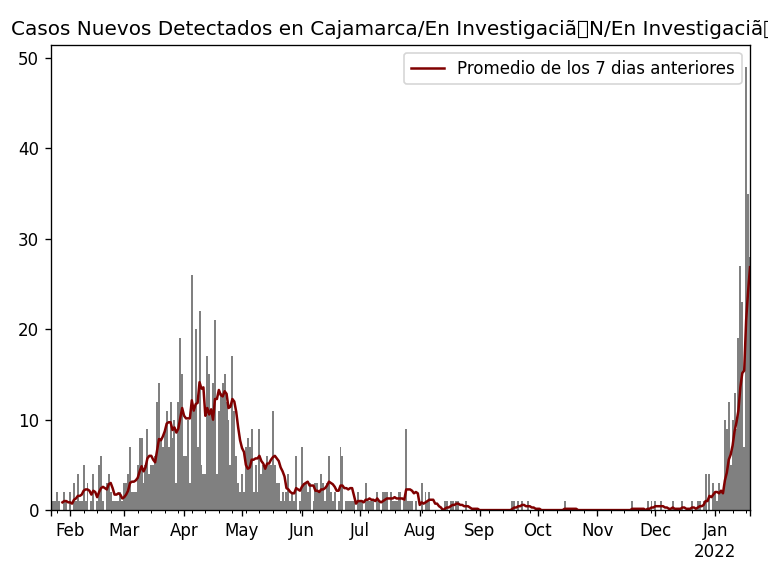 Casos Nuevos Detectados en Cajamarca/En Investigaciã▯N/En Investigaciã▯
Promedio de los 7 dias anteriores
50
40
30
20
10
0
Feb Mar Apr May Jun Jul Aug Sep Oct Nov Dec Jan
2022